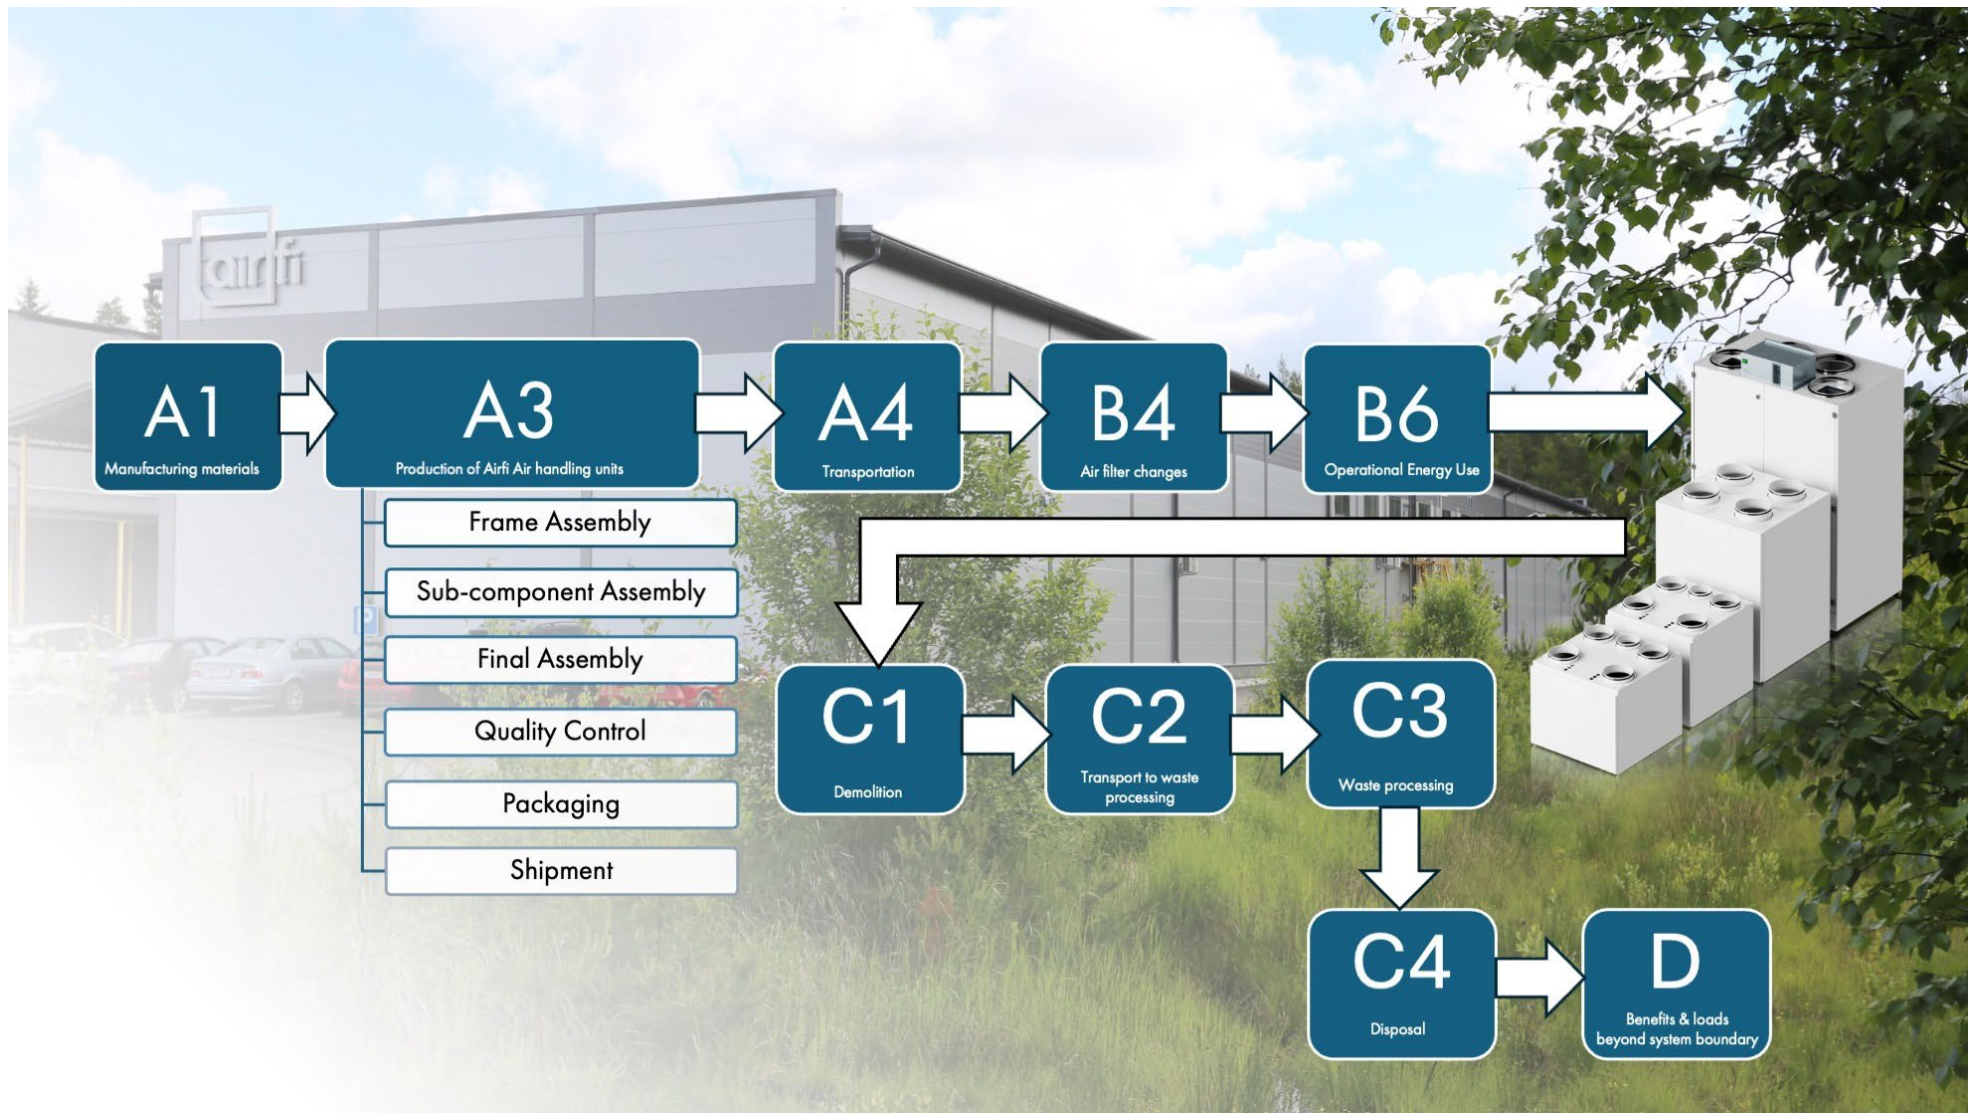 airfi
A1
Manufacturing materials
A3
Production of Airfi Air handling units
Frame Assembly
Sub-component Assembly
Final Assembly
Quality Control
Packaging
Shipment
A4
Transportation
B4
Air filter changes
B6
Operational Energy Use
C1
Demolition
C2
Transport to waste
processing
C3
Waste processing
C4
Disposal
D
Benefits & loads
beyond system boundary